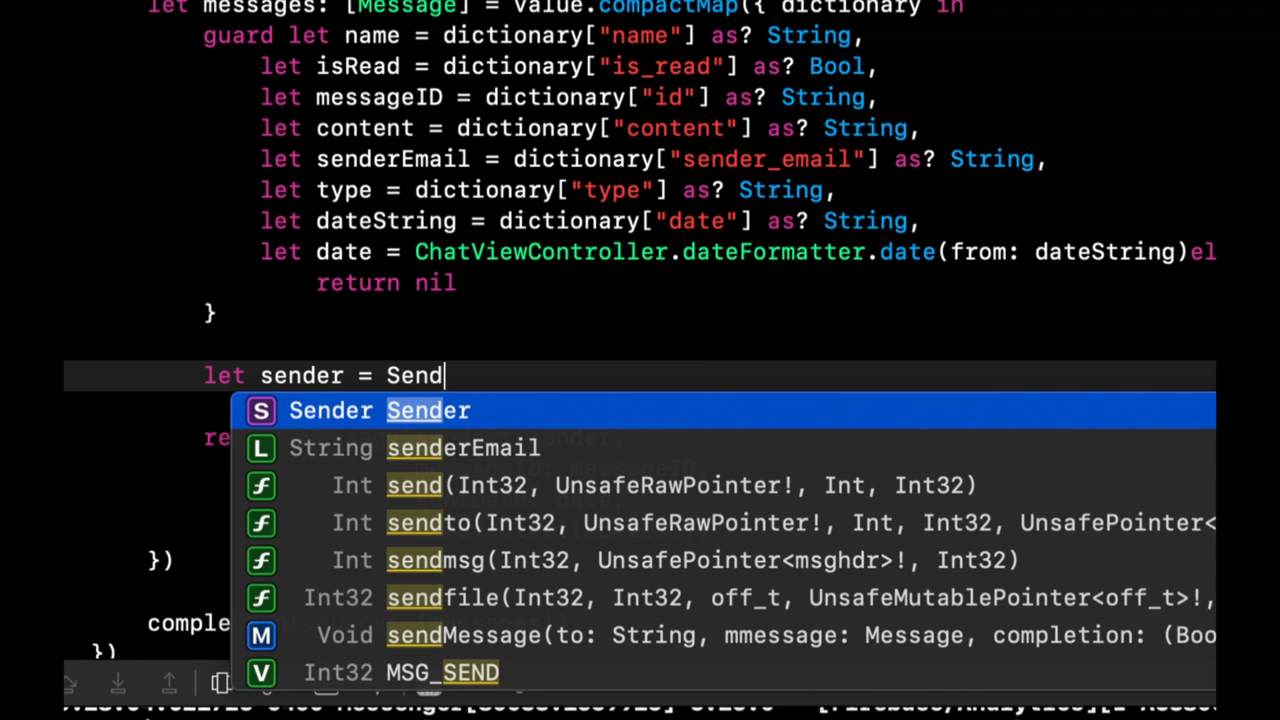 let messages: [Message] = value.compactMap({ dictionary in
guard let name = dictionary["name"] as? String,
let isRead = dictionary["is_read"] as? Bool,
let messageID = dictionary["id"] as? String,
let content = dictionary["content"] as? String,
let senderEmail = dictionary["sender_email"] as? String,
let type = dictionary["type"] as? String,
let dateString = dictionary["date"] as? String,
let date = ChatViewController.dateFormatter.date(from: dateString)el
return nil
}
let sender = Send
S Sender Sender
re
L String senderEmail
f Int send(Int32, UnsafeRawPointer!, Int, Int32)
f Int sendto(Int32, UnsafeRawPointer!, Int, Int32, UnsafePointer<
})
f Int sendmsg(Int32, UnsafePointer<msghdr>!, Int32)
f Int32 sendfile(Int32, Int32, off_t, UnsafeMutablePointer<off_t>!,
comple
M Void sendMessage(to: String, mmessage: Message, completion: (Boo
})
V Int32 MSG_SEND